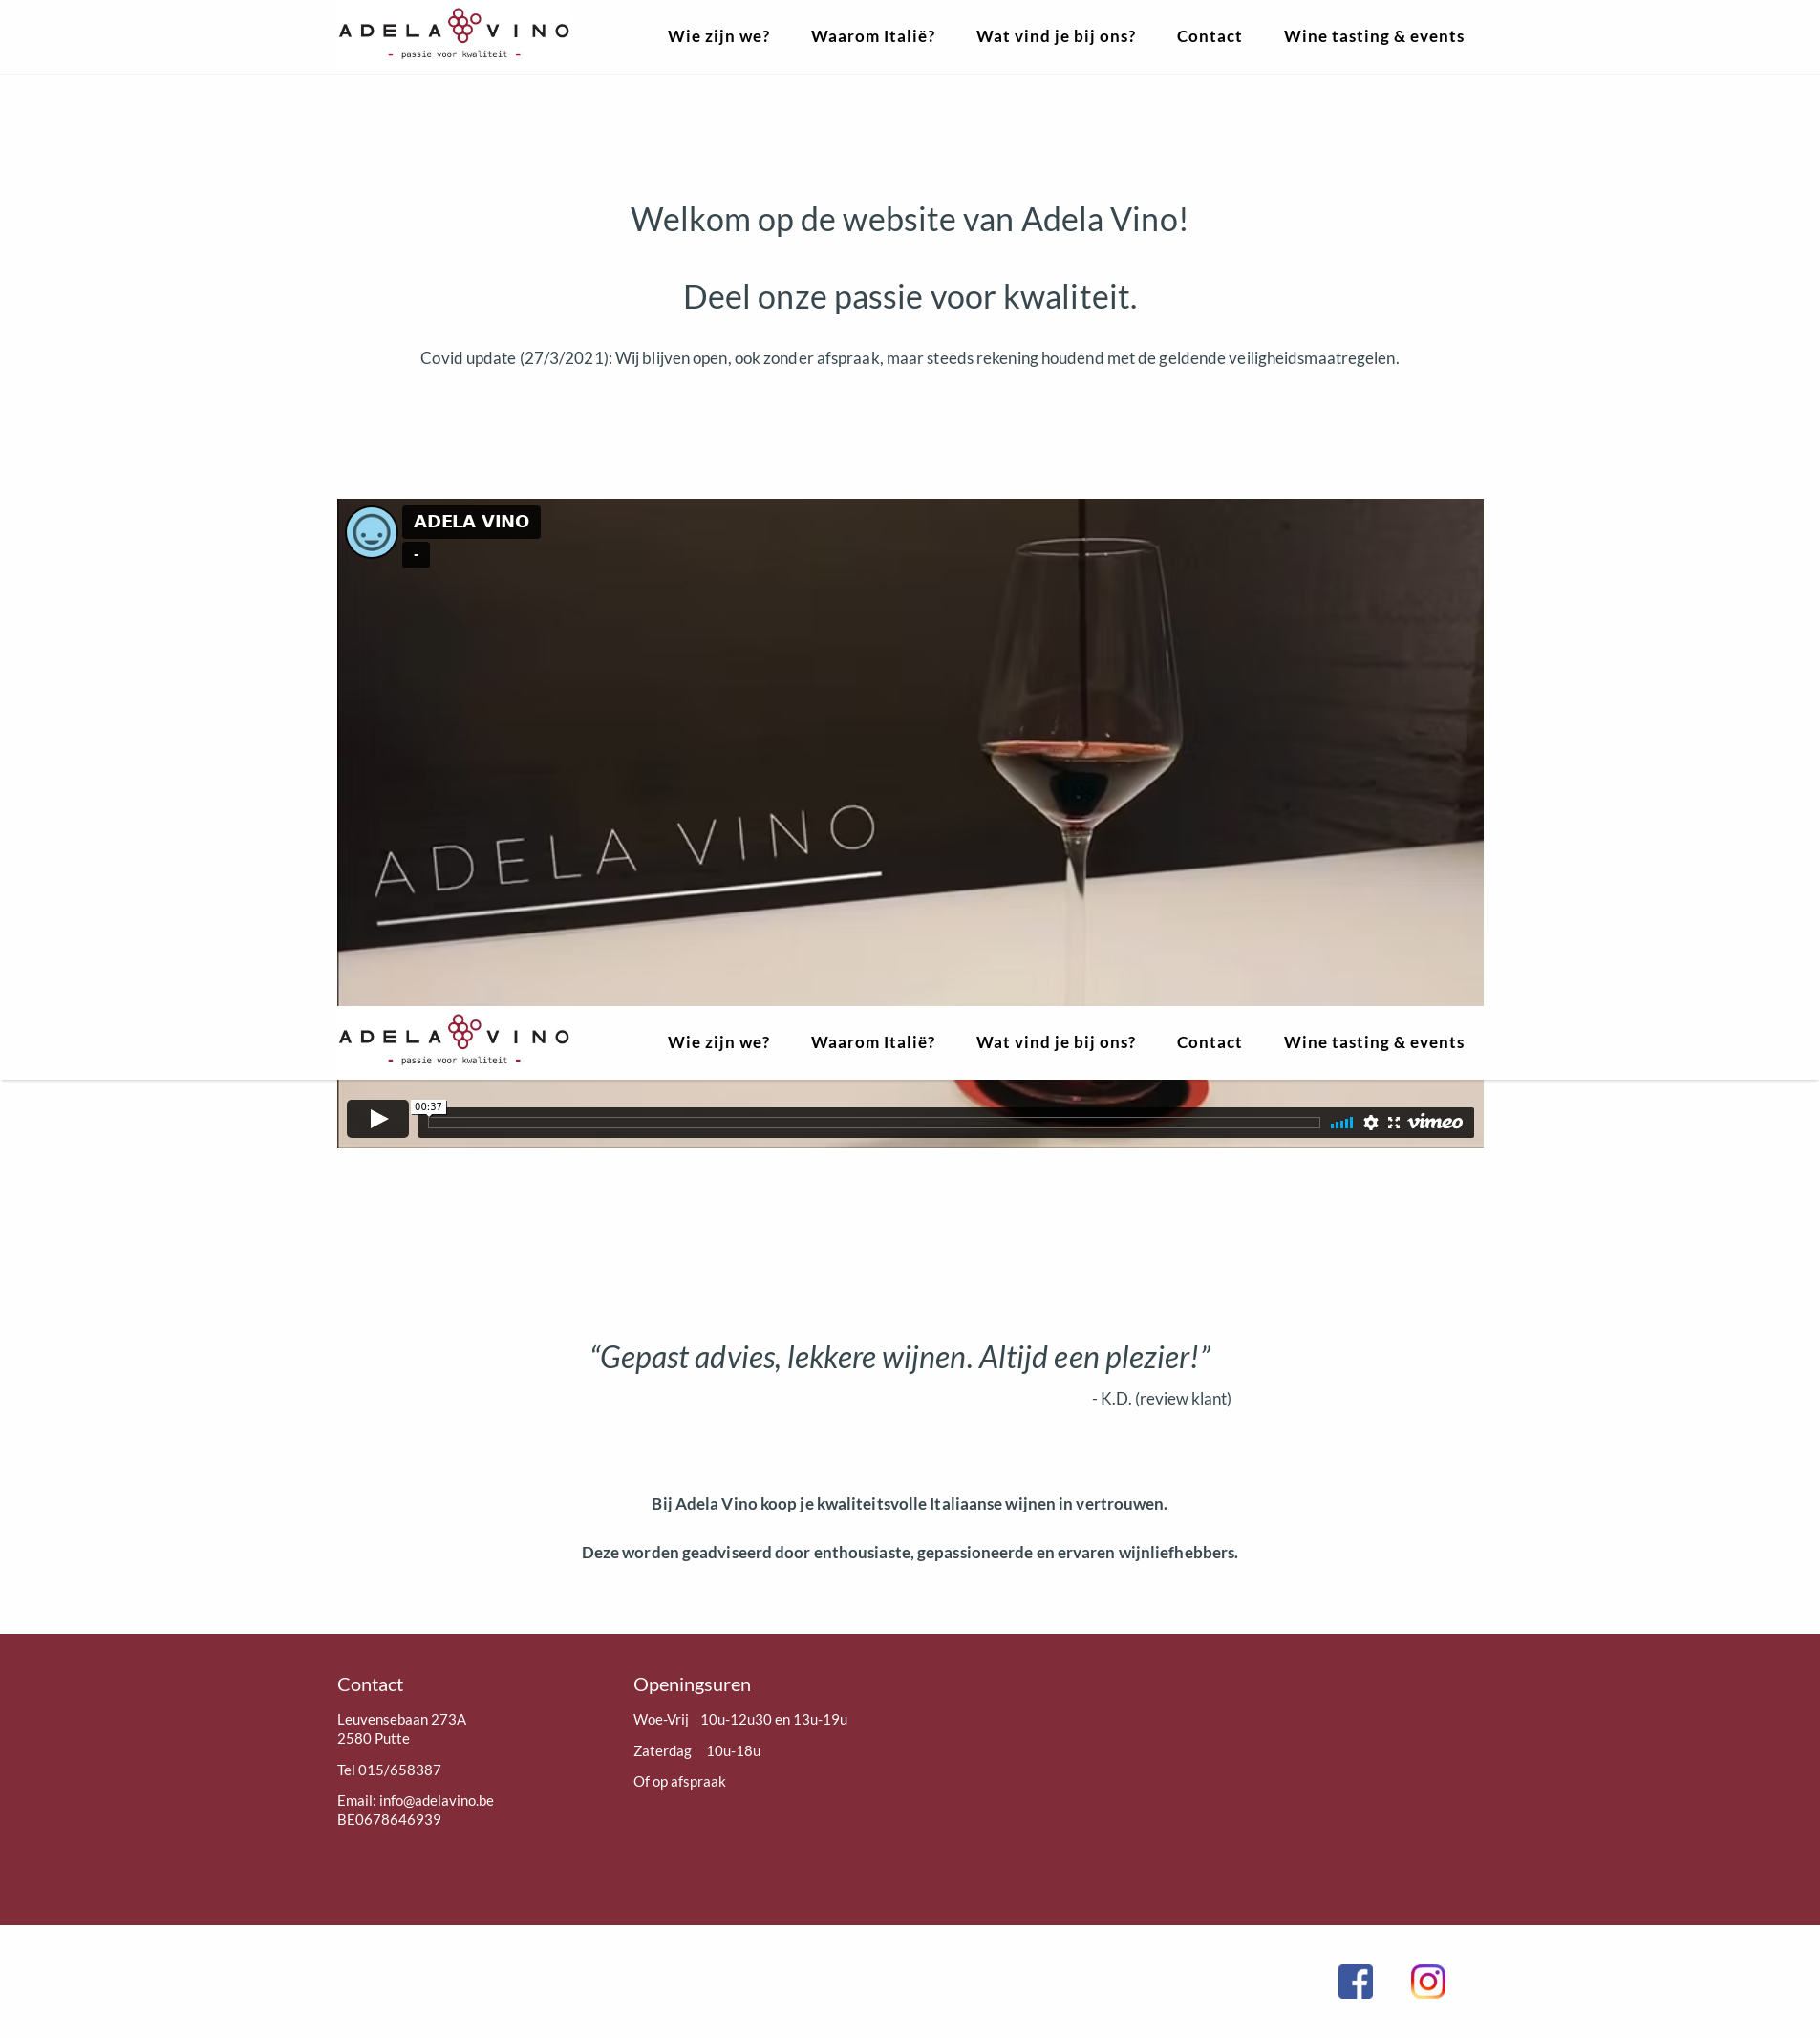 ADELA VINO
- passie voor kwaliteit -
Wie zijn we? Waarom Italië? Wat vind je bij ons? Contact Wine tasting & events
Welkom op de website van Adela Vino!
Deel onze passie voor kwaliteit.
Covid update (27/3/2021): Wij blijven open, ook zonder afspraak, maar steeds rekening houdend met de geldende veiligheidsmaatregelen.
ADELA VINO
-
ADELA VINO
ADELA VINO
- passie voor kwaliteit -
Wie zijn we? Waarom Italië? Wat vind je bij ons? Contact Wine tasting & events
00:37
vimeo
“Gepast advies, lekkere wijnen. Altijd een plezier!”
- K.D. (review klant)
Bij Adela Vino koop je kwaliteitsvolle Italiaanse wijnen in vertrouwen.
Deze worden geadviseerd door enthousiaste, gepassioneerde en ervaren wijnliefhebbers.
Contact
Leuvensebaan 273A
2580 Putte
Tel 015/658387
Email: info@adelavino.be
BE0678646939
Openingsuren
Woe-Vrij 10u-12u30 en 13u-19u
Zaterdag 10u-18u
Of op afspraak